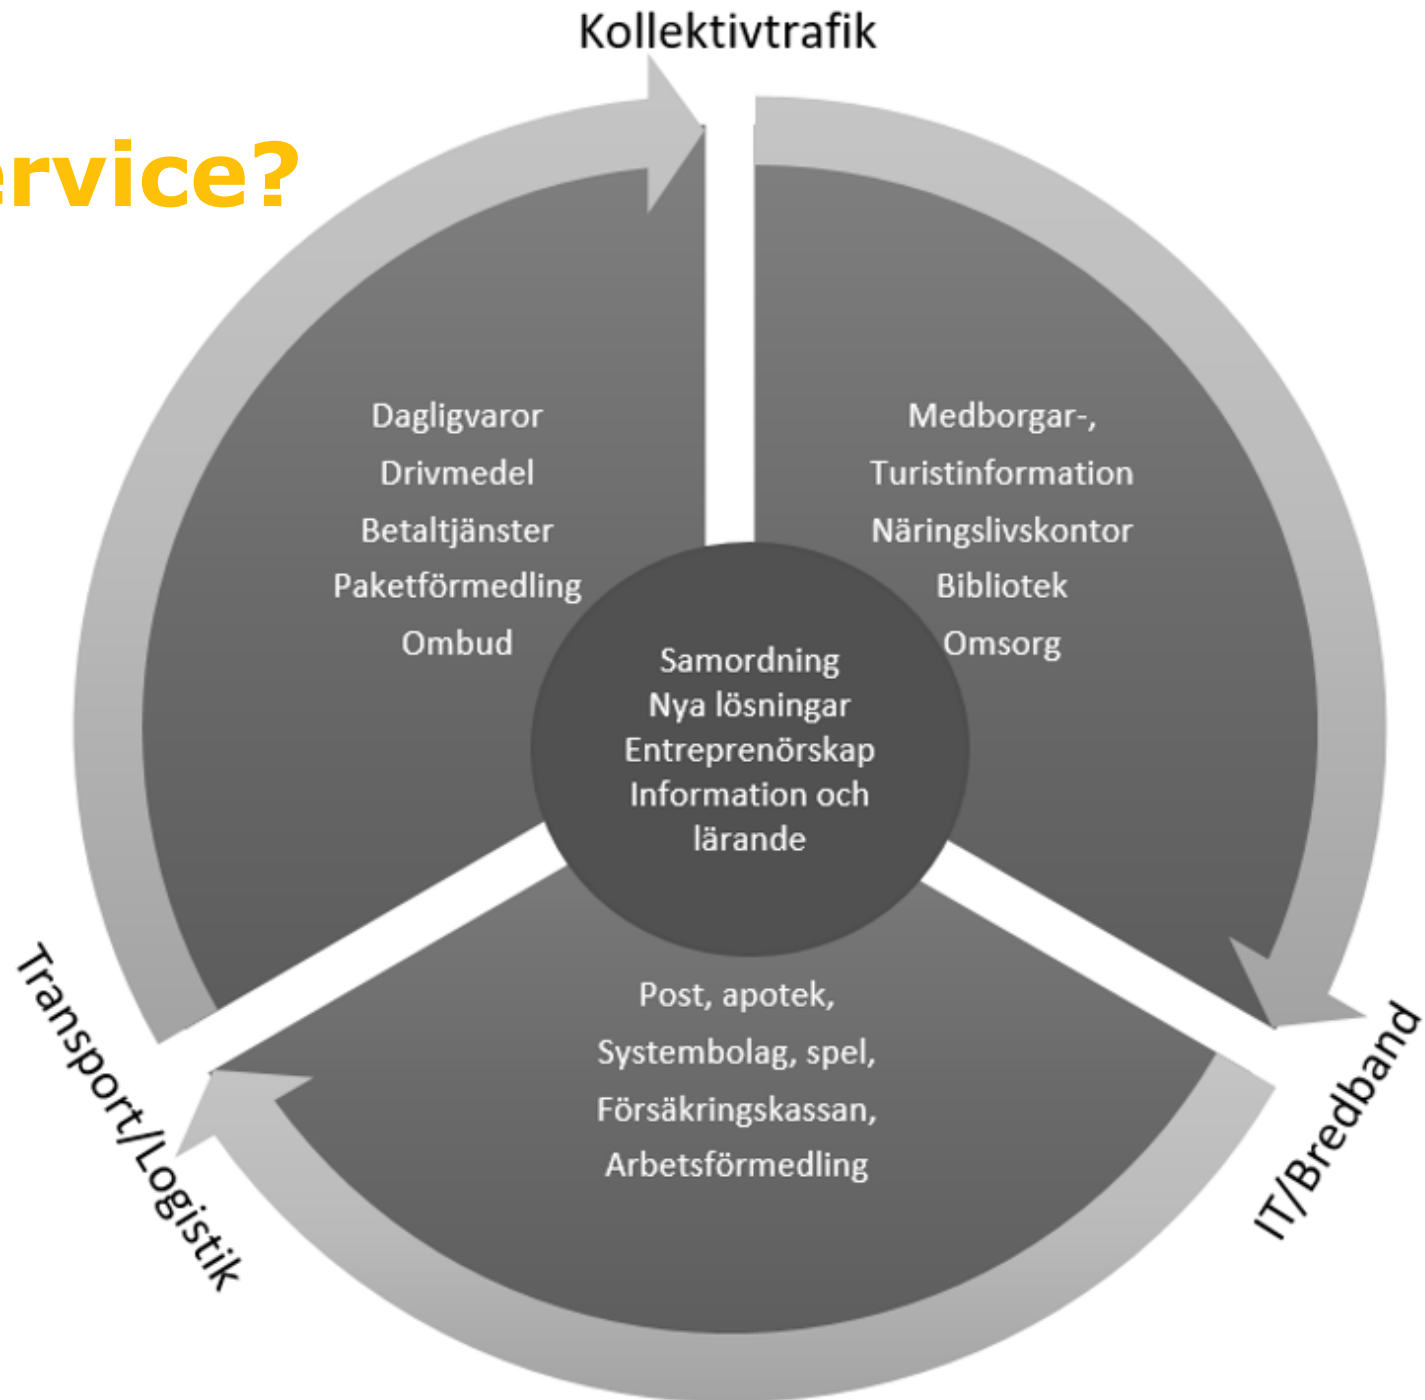 Kollektivtrafik
ervice?
Dagligvaror
Drivmedel
Betaltjänster
Paketförmedling
Ombud
Medborgar-,
Turistinformation
Näringslivskontor
Bibliotek
Omsorg
Samordning
Nya lösningar
Entreprenörskap
Information och
lärande
Post, apotek,
Systembolag, spel,
Försäkringskassan,
Arbetsförmedling
Transport/Logistik
IT/Bredband